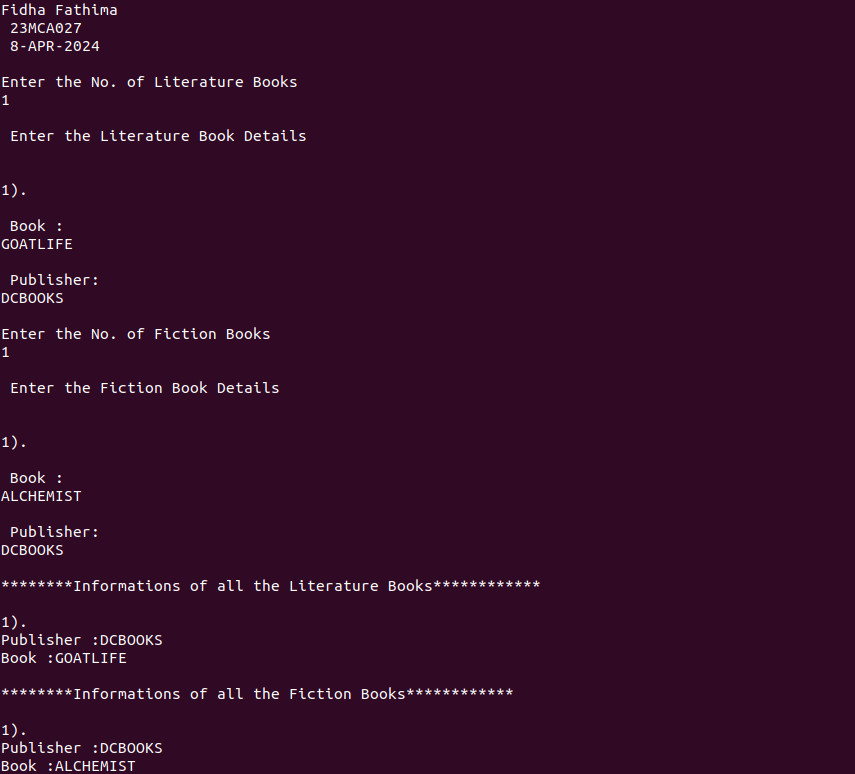 Fidha Fathima
23MCA027
8-APR-2024
Enter the No. of Literature Books
1
Enter the Literature Book Details
1).
Book :
GOATLIFE
Publisher:
DCBOOKS
Enter the No. of Fiction Books
1
Enter the Fiction Book Details
1).
Book :
ALCHEMIST
Publisher:
DCBOOKS
********Informations of all the Literature Books************
1).
Publisher :DCBOOKS
Book :GOATLIFE
********Informations of all the Fiction Books************
1).
Publisher :DCBOOKS
Book :ALCHEMIST